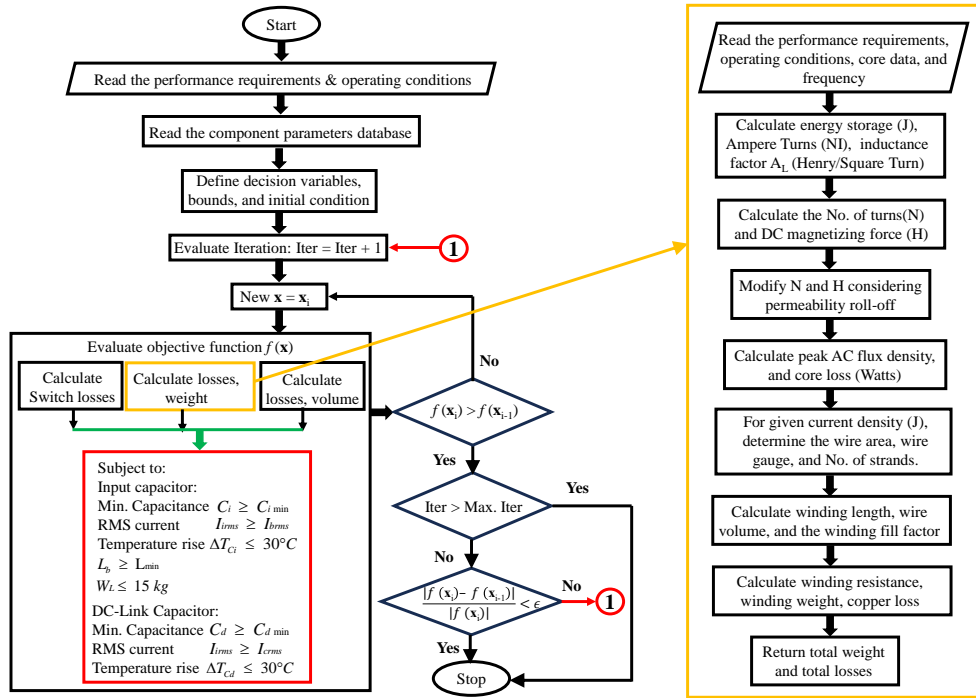 Start
Read the performance requirements & operating conditions
Read the component parameters database
Define decision variables,
bounds, and initial condition
Evaluate Iteration: Iter = Iter + 1
1
New x = xᵢ
Evaluate objective function f (x)
Calculate
Switch losses
Calculate losses,
weight
Calculate
losses, volume
Subject to:
Input capacitor:
Min. Capacitance C_i ≥ C_i min
RMS current I_irms ≥ I_brms
Temperature rise ΔT_Ci ≤ 30°C
L_b ≥ L_min
W_L ≤ 15 kg
DC-Link Capacitor:
Min. Capacitance C_d ≥ C_d min
RMS current I_irms ≥ I_crms
Temperature rise ΔT_Cd ≤ 30°C
No
f (x_i) > f (x_i-1)
Yes
Iter > Max. Iter
Yes
No
|f (x_i) – f (x_i-1)|
|f (x_i)|
< ϵ
No
1
Yes
Stop
Read the performance requirements,
operating conditions, core data, and
frequency
Calculate energy storage (J),
Ampere Turns (NI), inductance
factor A_L (Henry/Square Turn)
Calculate the No. of turns(N)
and DC magnetizing force (H)
Modify N and H considering
permeability roll-off
Calculate peak AC flux density,
and core loss (Watts)
For given current density (J),
determine the wire area, wire
gauge, and No. of strands.
Calculate winding length, wire
volume, and the winding fill factor
Calculate winding resistance,
winding weight, copper loss
Return total weight
and total losses